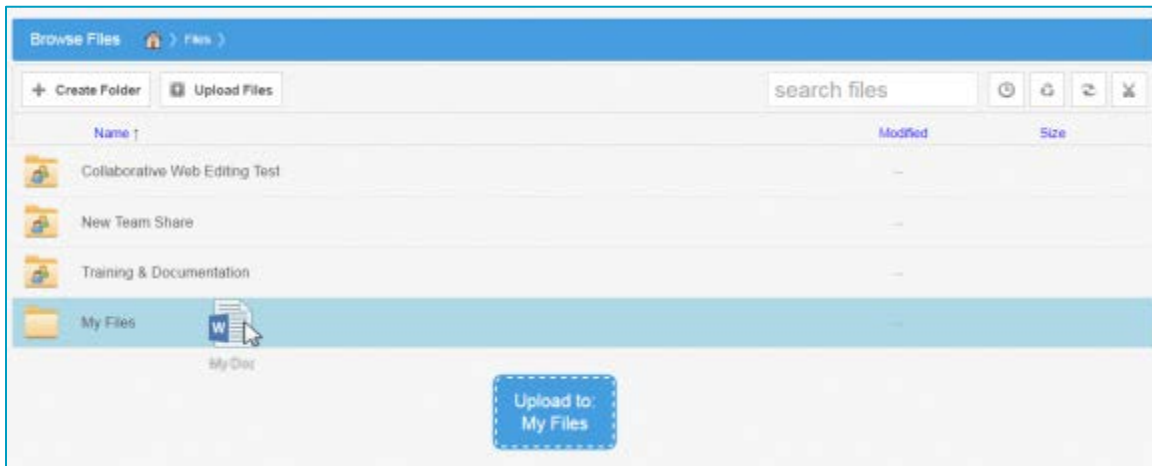 Browse Files Files
Create Folder Upload Files search files
Name ↑ Modified Size
Collaborative Web Editing Test
New Team Share
Training & Documentation
My Files
W
My Doc
Upload to:
My Files